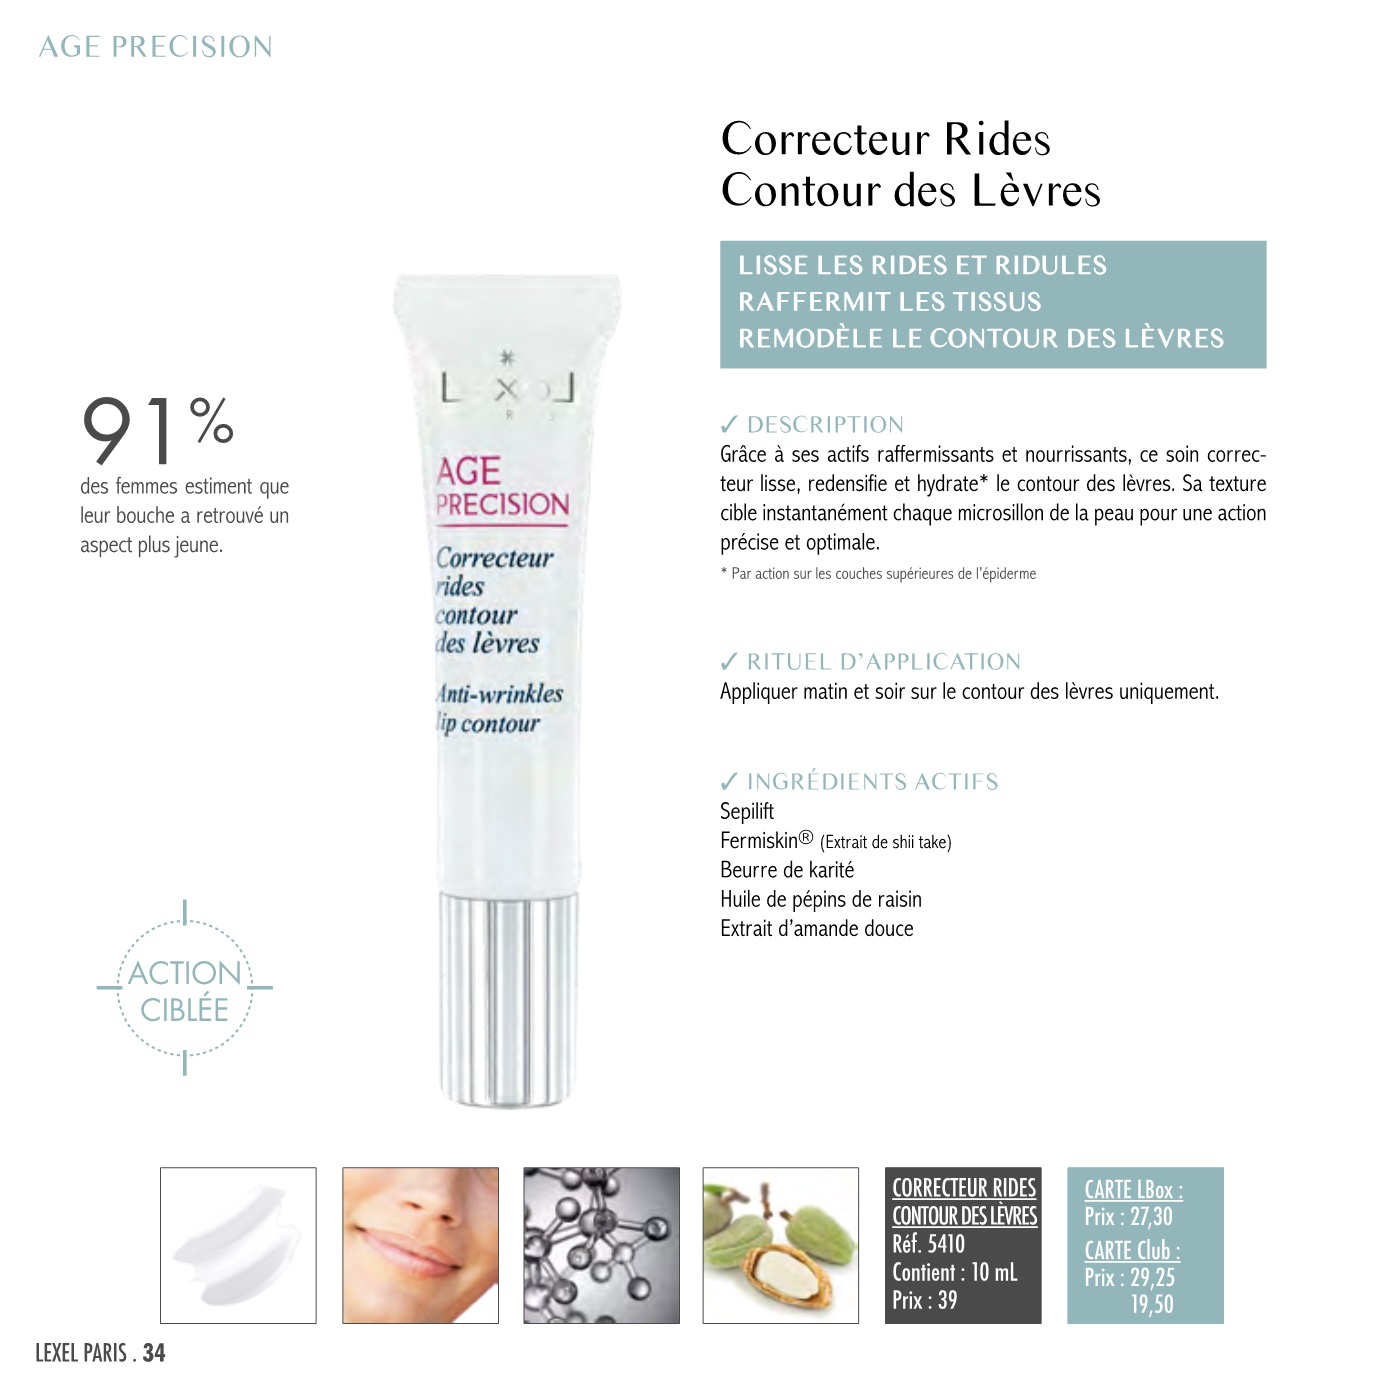 AGE PRECISION
Correcteur Rides
Contour des Lèvres
LISSE LES RIDES ET RIDULES
RAFFERMIT LES TISSUS
REMODÈLE LE CONTOUR DES LÈVRES
91%
des femmes estiment que
leur bouche a retrouvé un
aspect plus jeune.
AGE
PRECISION
Correcteur
rides
contour
des lèvres
Anti-wrinkles
lip contour
✓ DESCRIPTION
Grâce à ses actifs raffermissants et nourrissants, ce soin correc-
teur lisse, redensifie et hydrate* le contour des lèvres. Sa texture
cible instantanément chaque microsillon de la peau pour une action
précise et optimale.
* Par action sur les couches supérieures de l'épiderme
✓ RITUEL D'APPLICATION
Appliquer matin et soir sur le contour des lèvres uniquement.
✓ INGRÉDIENTS ACTIFS
Sepilift
Fermiskin® (Extrait de shii take)
Beurre de karité
Huile de pépins de raisin
Extrait d'amande douce
ACTION
CIBLÉE
CORRECTEUR RIDES
CONTOUR DES LÈVRES
Réf. 5410
Contient : 10 mL
Prix : 39
CARTE LBox :
Prix : 27,30
CARTE Club :
Prix : 29,25
19,50
LEXEL PARIS . 34